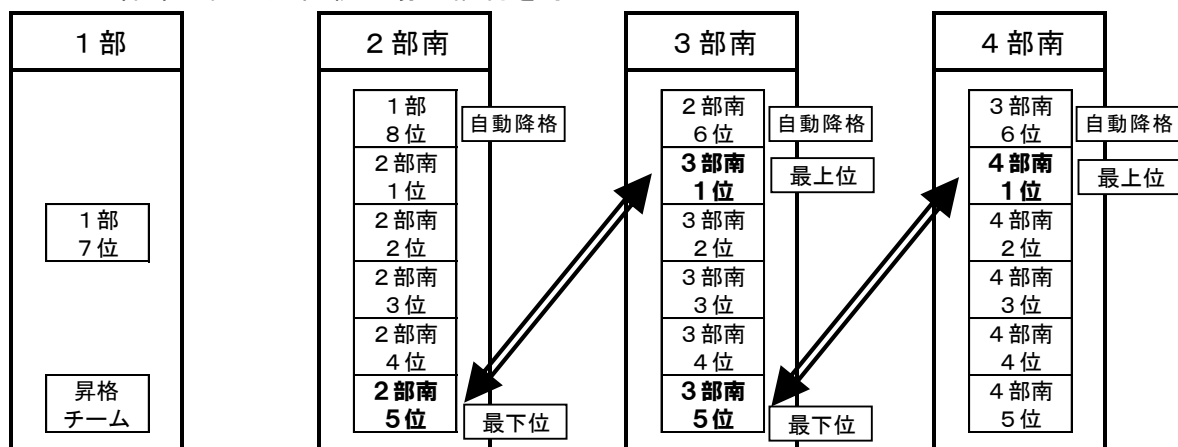 １部
１部
７位
昇格
チーム
２部南
１部
８位
自動降格
２部南
１位
２部南
２位
２部南
３位
２部南
４位
２部南
５位
最下位
３部南
２部南
６位
自動降格
３部南
１位
最上位
３部南
２位
３部南
３位
３部南
４位
３部南
５位
最下位
４部南
３部南
６位
自動降格
４部南
１位
最上位
４部南
２位
４部南
３位
４部南
４位
４部南
５位